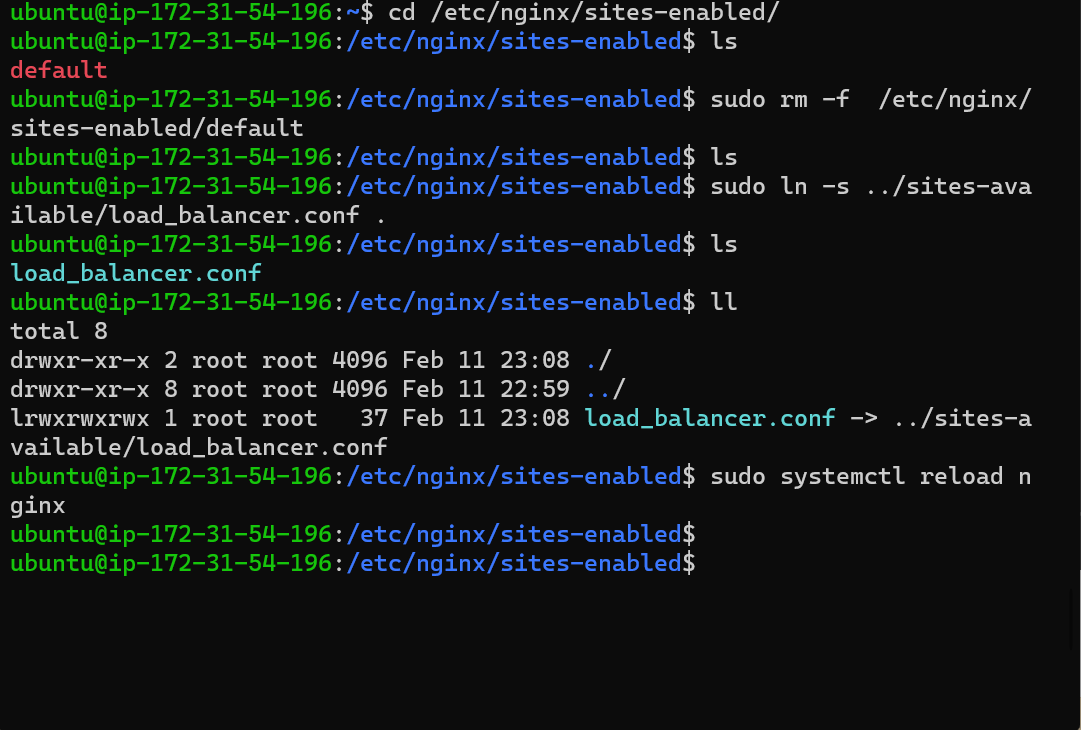 ubuntu@ip-172-31-54-196:~$ cd /etc/nginx/sites-enabled/
ubuntu@ip-172-31-54-196:/etc/nginx/sites-enabled$ ls
default
ubuntu@ip-172-31-54-196:/etc/nginx/sites-enabled$ sudo rm -f  /etc/nginx/
sites-enabled/default
ubuntu@ip-172-31-54-196:/etc/nginx/sites-enabled$ ls
ubuntu@ip-172-31-54-196:/etc/nginx/sites-enabled$ sudo ln -s ../sites-ava
ilable/load_balancer.conf .
ubuntu@ip-172-31-54-196:/etc/nginx/sites-enabled$ ls
load_balancer.conf
ubuntu@ip-172-31-54-196:/etc/nginx/sites-enabled$ ll
total 8
drwxr-xr-x 2 root root 4096 Feb 11 23:08 ./
drwxr-xr-x 8 root root 4096 Feb 11 22:59 ../
lrwxrwxrwx 1 root root   37 Feb 11 23:08 load_balancer.conf -> ../sites-a
vailable/load_balancer.conf
ubuntu@ip-172-31-54-196:/etc/nginx/sites-enabled$ sudo systemctl reload n
ginx
ubuntu@ip-172-31-54-196:/etc/nginx/sites-enabled$
ubuntu@ip-172-31-54-196:/etc/nginx/sites-enabled$